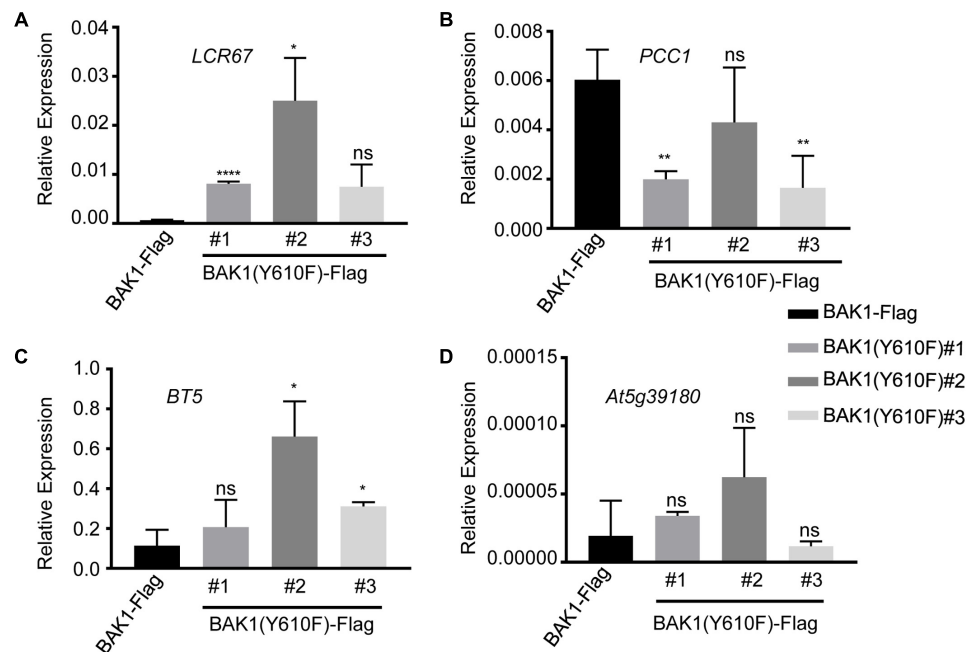 A
Relative Expression
0.04
0.03
0.02
0.01
0.00
LCR67
****
*
ns
BAK1-Flag
#1 #2 #3
BAK1(Y610F)-Flag
B
Relative Expression
0.008
0.006
0.004
0.002
0.000
PCC1
**
ns
**
BAK1-Flag
#1 #2 #3
BAK1(Y610F)-Flag
BAK1-Flag
BAK1(Y610F)#1
BAK1(Y610F)#2
BAK1(Y610F)#3
C
Relative Expression
1.0
0.8
0.6
0.4
0.2
0.0
BT5
ns
*
*
BAK1-Flag
#1 #2 #3
BAK1(Y610F)-Flag
D
Relative Expression
0.00015
0.00010
0.00005
0.00000
At5g39180
ns
ns
ns
BAK1-Flag
#1 #2 #3
BAK1(Y610F)-Flag